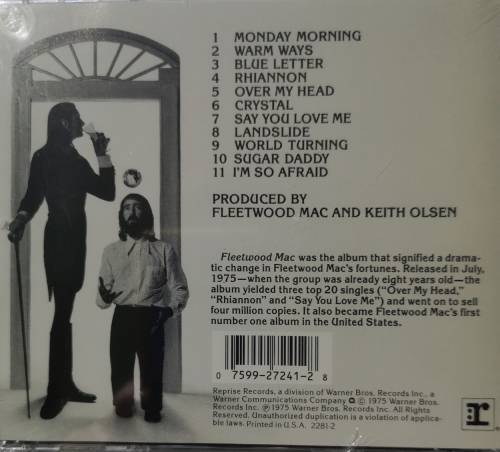 1 MONDAY MORNING
2 WARM WAYS
3 BLUE LETTER
4 RHIANNON
5 OVER MY HEAD
6 CRYSTAL
7 SAY YOU LOVE ME
8 LANDSLIDE
9 WORLD TURNING
10 SUGAR DADDY
11 I'M SO AFRAID
PRODUCED BY
FLEETWOOD MAC AND KEITH OLSEN
Fleetwood Mac was the album that signified a drama-
tic change in Fleetwood Mac's fortunes. Released in July,
1975—when the group was already eight years old—the
album yielded three top 20 singles ("Over My Head,"
"Rhiannon" and "Say You Love Me") and went on to sell
four million copies. It also became Fleetwood Mac's first
number one album in the United States.
0 07599-27241-2 8
Reprise Records, a division of Warner Bros. Records Inc., a
Warner Communications Company © ℗ 1975 Warner Bros.
Records Inc. ℗ 1975 Warner Bros. Records Inc. All Rights
Reserved. Unauthorized duplication is a violation of applica-
ble laws. Printed in U.S.A. 2281-2
r